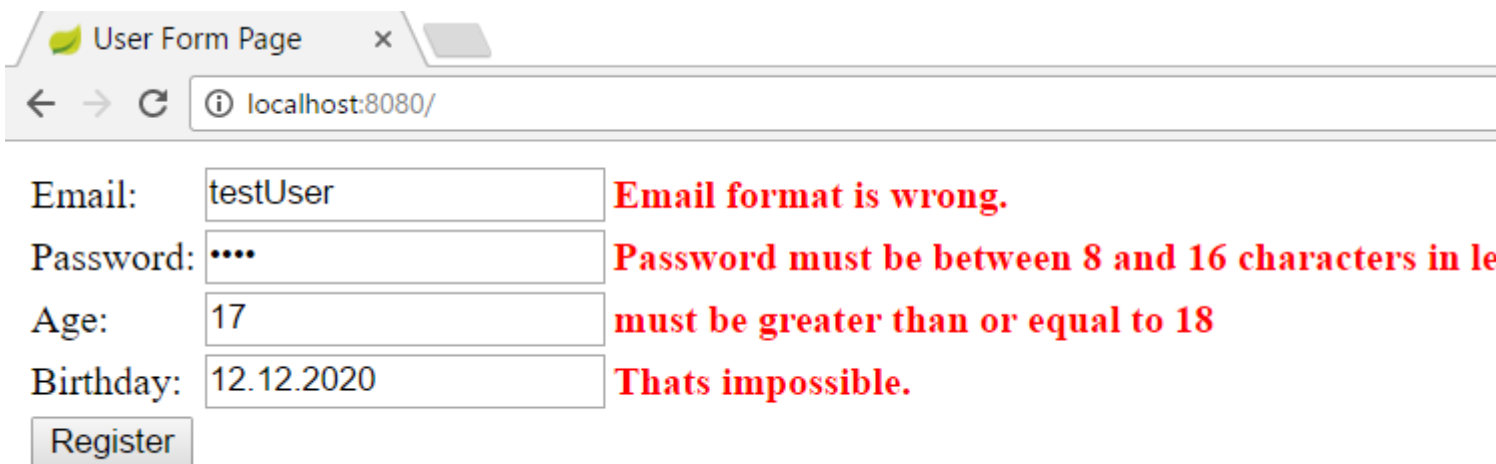 User Form Page
localhost:8080/
Email: testUser Email format is wrong.
Password: •••• Password must be between 8 and 16 characters in
Age: 17 must be greater than or equal to 18
Birthday: 12.12.2020 Thats impossible.
Register